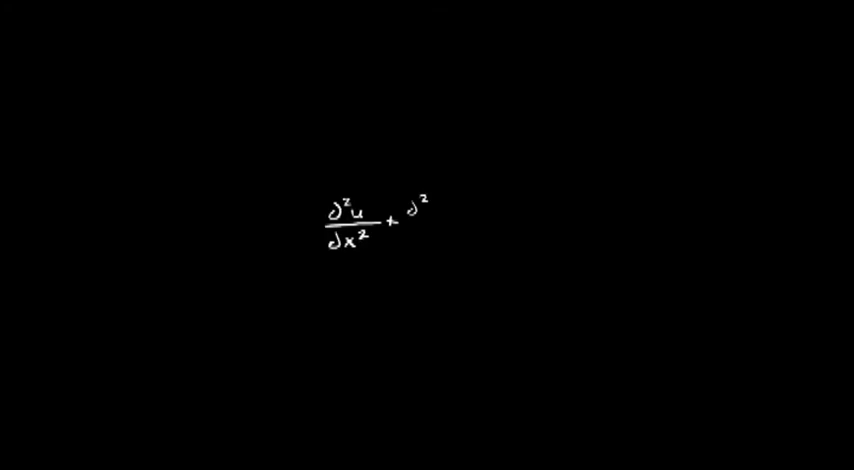 ∂²u/∂x² + ∂²